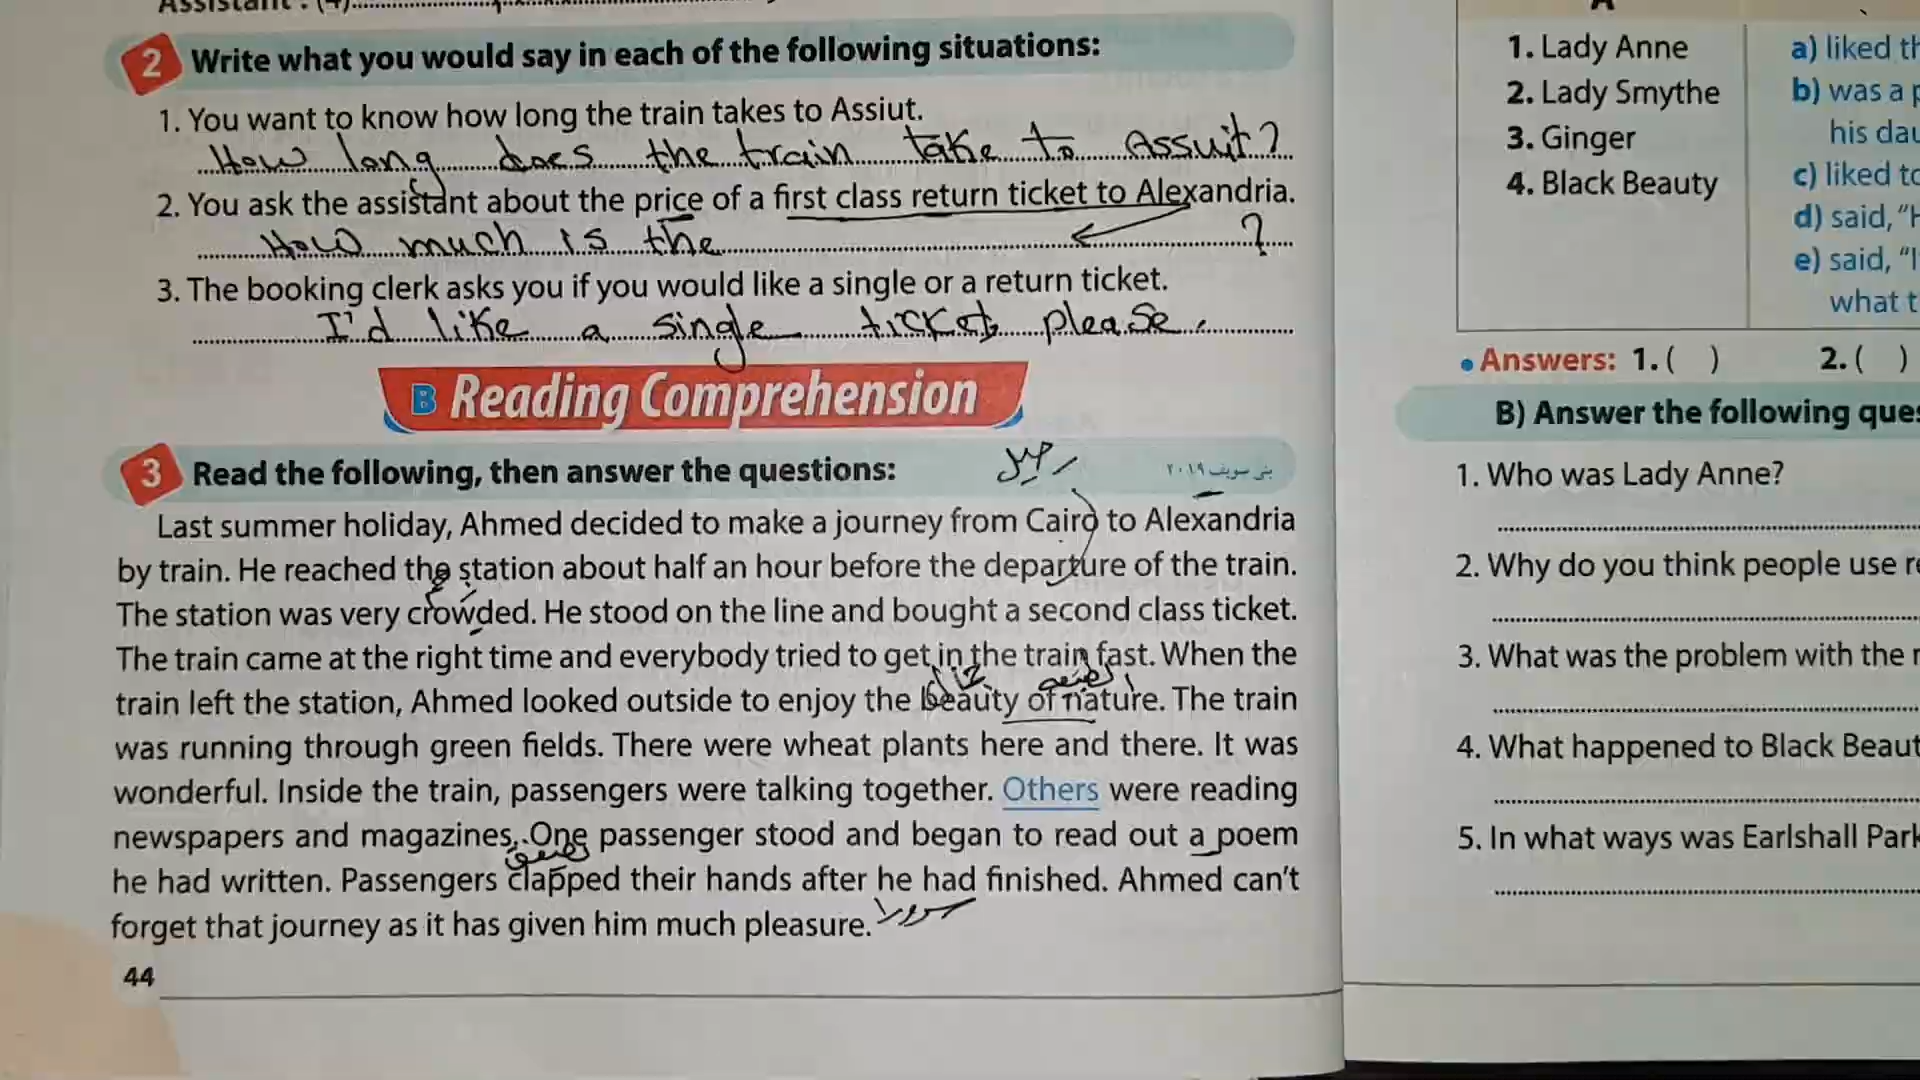 Assistant : (4)
2 Write what you would say in each of the following situations:
1. You want to know how long the train takes to Assiut.
How long does the train take to Assuit?
2. You ask the assistant about the price of a first class return ticket to Alexandria.
How much is the ?
3. The booking clerk asks you if you would like a single or a return ticket.
I'd like a single ticket please.
B Reading Comprehension
3 Read the following, then answer the questions: رحيل بنى سويف ٢٠١٩
Last summer holiday, Ahmed decided to make a journey from Cairo to Alexandria
by train. He reached the station about half an hour before the departure of the train.
The station was very crowded. He stood on the line and bought a second class ticket.
The train came at the right time and everybody tried to get in the train fast. When the
train left the station, Ahmed looked outside to enjoy the beauty of nature. The train
was running through green fields. There were wheat plants here and there. It was
wonderful. Inside the train, passengers were talking together. Others were reading
newspapers and magazines. One passenger stood and began to read out a poem
he had written. Passengers clapped their hands after he had finished. Ahmed can't
forget that journey as it has given him much pleasure.
44
A
1. Lady Anne
2. Lady Smythe
3. Ginger
4. Black Beauty
a) liked
b) was a
his
c) liked
d) said,
e) said,
what
• Answers: 1. ( ) 2. ( )
B) Answer the following
1. Who was Lady Anne?
2. Why do you think people use
3. What was the problem with the
4. What happened to Black
5. In what ways was Earlshall